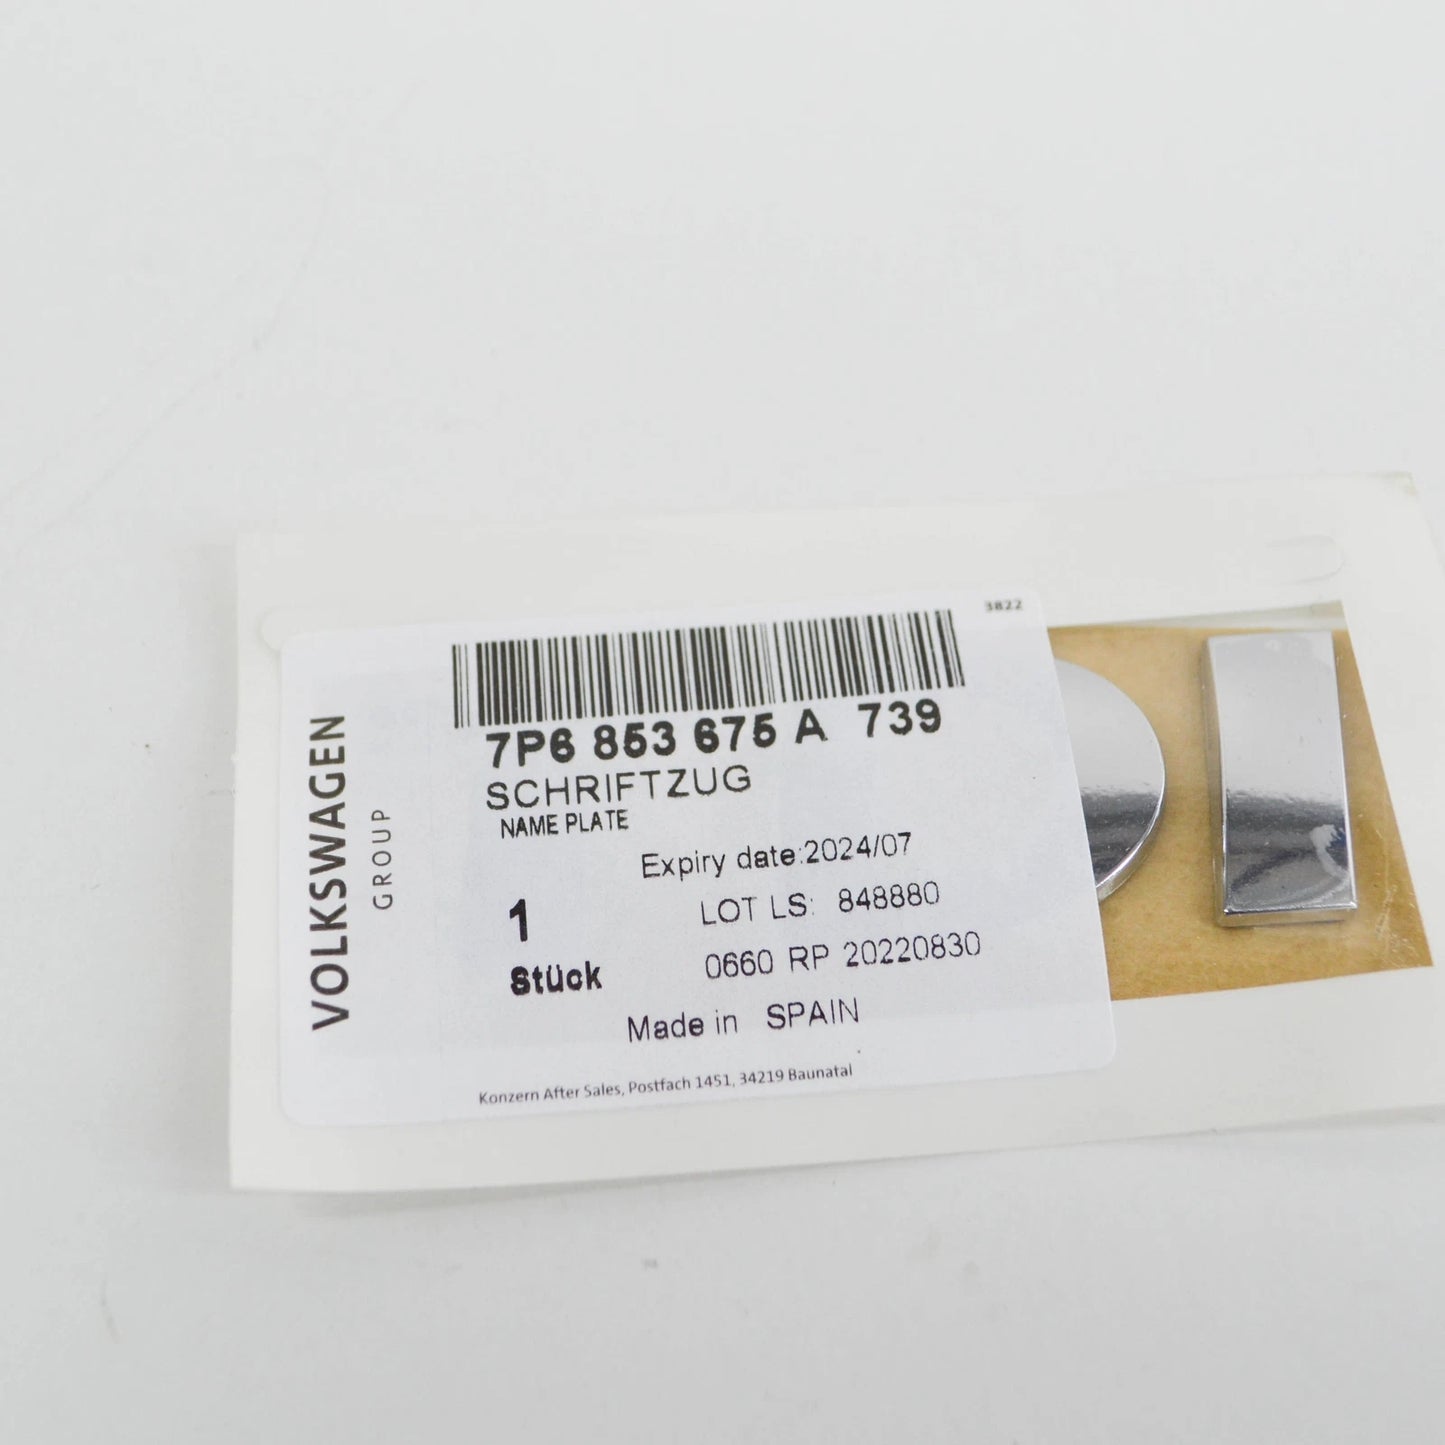 3822
7P6 853 675 A 739
SCHRIFTZUG
NAME PLATE
Expiry date:2024/07
1
LOT LS: 848880
Stück
0660 RP 20220830
Made in SPAIN
Konzern After Sales, Postfach 1451, 34219 Baunatal
VOLKSWAGEN
GROUP